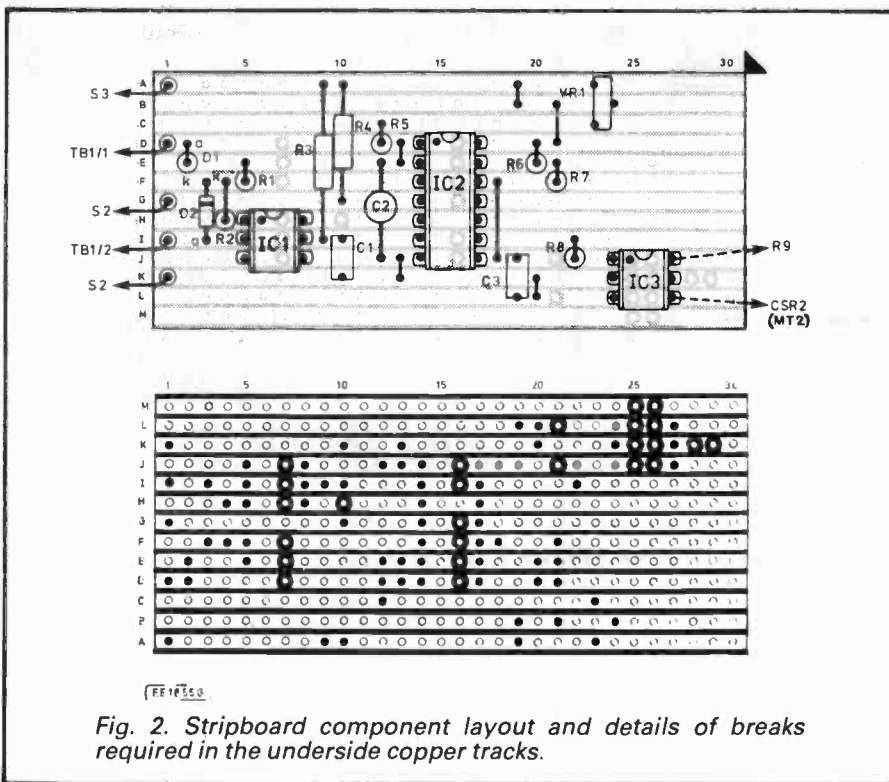 1 5 10 15 20 25 30
A
S3
B
VR1
C
R4 R5
D a
TB1/1
R3
E D1
R6
IC2
k R1
F
R7
G
S2
D2
C2
H
R2 IC1
I a
TB1/2
C1
R8
R9
J
K
C3
IC3
S2
L
CSR2
(MT2)
M
1 5 10 15 20 25
M
L
K
J
I
H
G
F
E
D
C
B
A
Fig. 2. Stripboard component layout and details of breaks
required in the underside copper tracks.